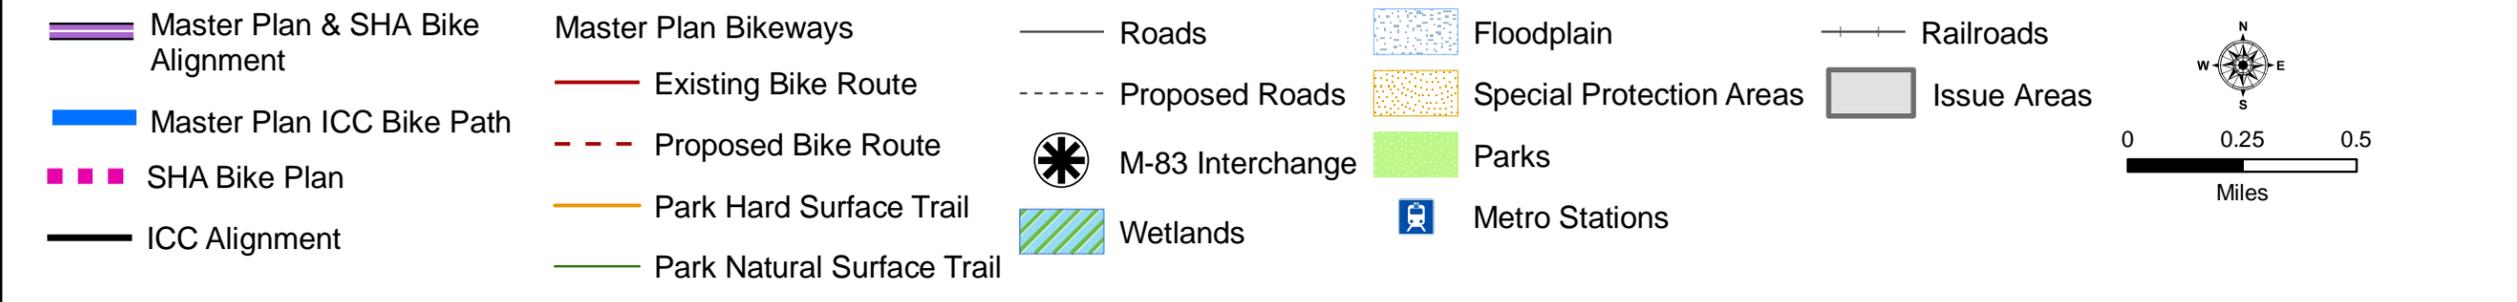 Master Plan & SHA Bike
Alignment
Master Plan ICC Bike Path
SHA Bike Plan
ICC Alignment
Master Plan Bikeways
Existing Bike Route
Proposed Bike Route
Park Hard Surface Trail
Park Natural Surface Trail
Roads
Proposed Roads
M-83 Interchange
Wetlands
Floodplain
Special Protection Areas
Parks
Metro Stations
Railroads
Issue Areas
N
W E
S
0 0.25 0.5
Miles